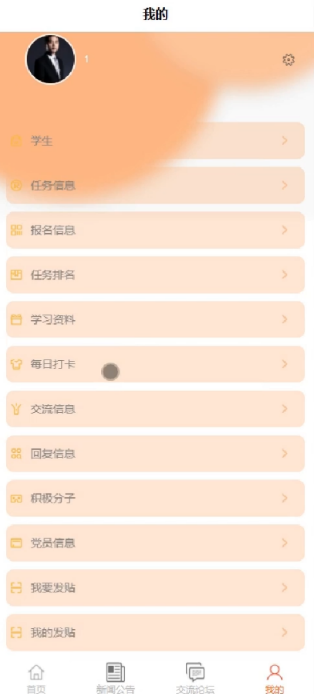 我的
1
学生
任务信息
报名信息
任务排名
学习资料
每日打卡
交流信息
回复信息
积极分子
党员信息
我要发贴
我的发贴
首页
新闻公告
交流论坛
我的